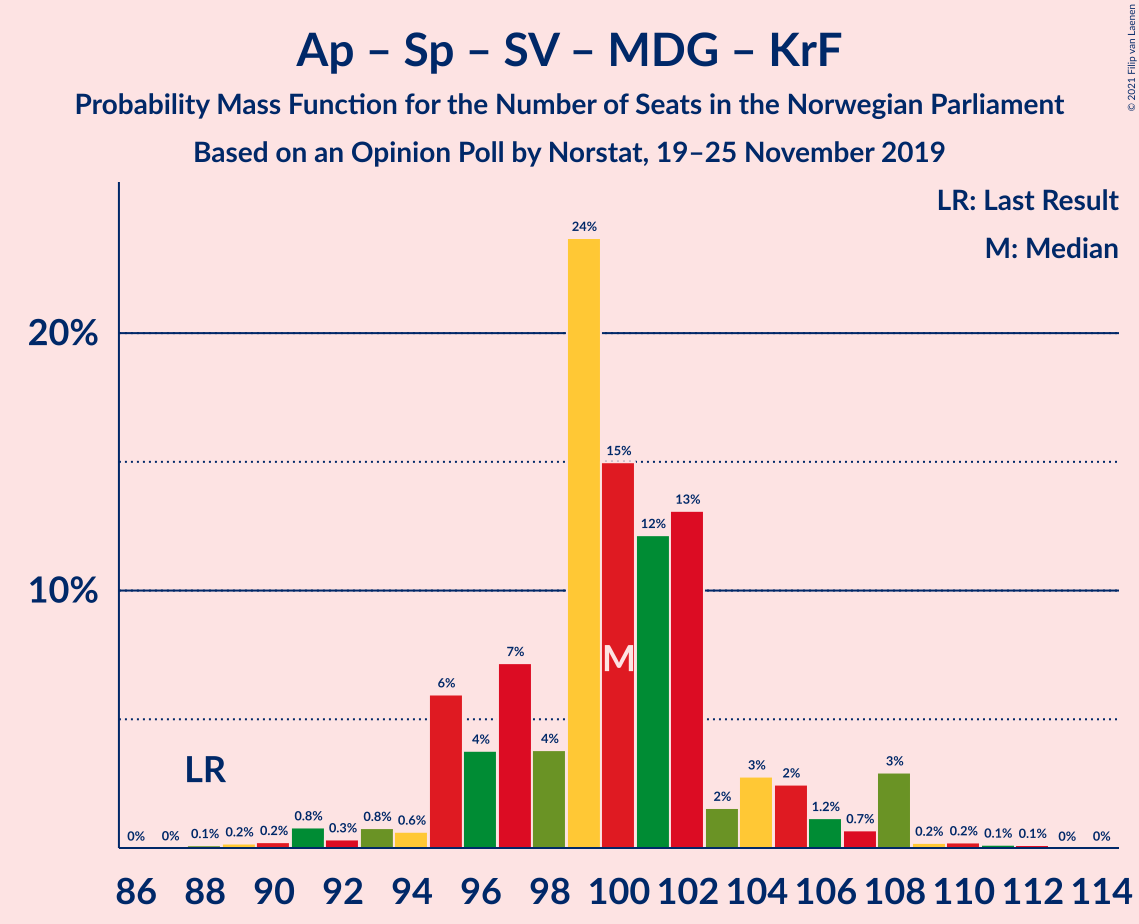 Ap – Sp – SV – MDG – KrF
Probability Mass Function for the Number of Seats in the Norwegian Parliament
Based on an Opinion Poll by Norstat, 19–25 November 2019
© 2021 Filip van Laenen
LR: Last Result
M: Median
24%
20%
15%
13%
12%
10%
7%
M
6%
4% 4%
LR
3% 2% 3%
2%
0% 0% 0.1% 0.2% 0.2% 0.8% 0.3% 0.8% 0.6% 1.2% 0.7% 0.2% 0.2% 0.1% 0.1% 0% 0%
86 88 90 92 94 96 98 100 102 104 106 108 110 112 114